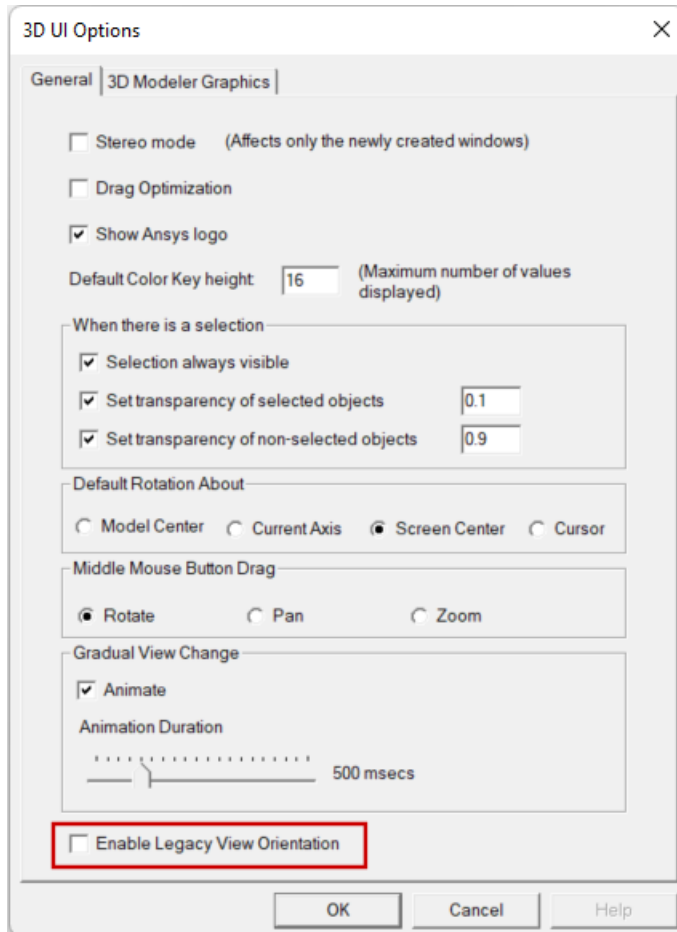 3D UI Options
General
3D Modeler Graphics
Stereo mode (Affects only the newly created windows)
Drag Optimization
Show Ansys logo
Default Color Key height: 16 (Maximum number of values
displayed)
When there is a selection
Selection always visible
Set transparency of selected objects 0.1
Set transparency of non-selected objects 0.9
Default Rotation About
Model Center Current Axis Screen Center Cursor
Middle Mouse Button Drag
Rotate Pan Zoom
Gradual View Change
Animate
Animation Duration
500 msecs
Enable Legacy View Orientation
OK Cancel Help